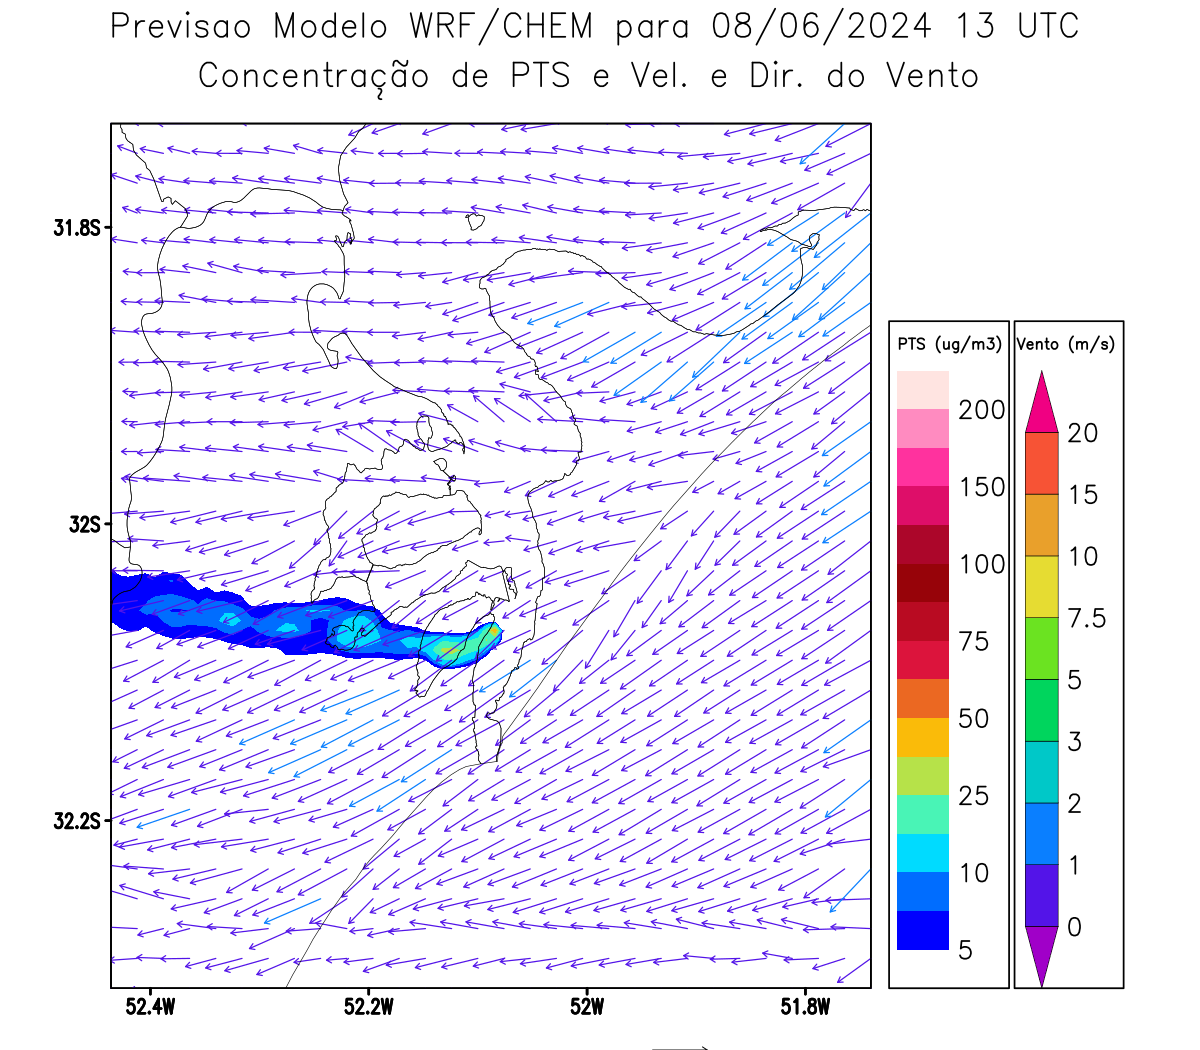 Previsao Modelo WRF/CHEM para 08/06/2024 13 UTC
Concentração de PTS e Vel. e Dir. do Vento
31.8S
32S
32.2S
52.4W 52.2W 52W 51.8W
PTS (ug/m3)
200
150
100
75
50
25
10
5
Vento (m/s)
20
15
10
7.5
5
3
2
1
0